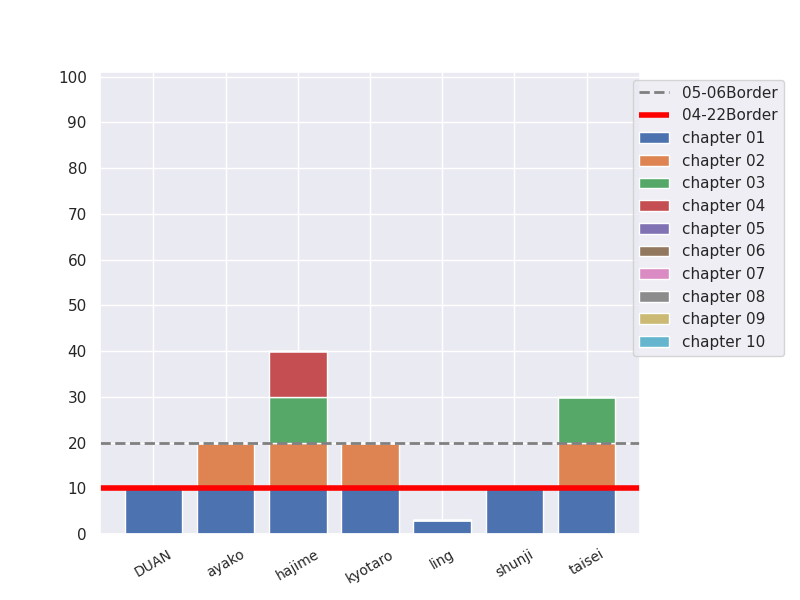 100
90
80
70
60
50
40
30
20
10
0
DUAN
ayako
hajime
kyotaro
ling
shunji
taisei
05-06Border
04-22Border
chapter 01
chapter 02
chapter 03
chapter 04
chapter 05
chapter 06
chapter 07
chapter 08
chapter 09
chapter 10